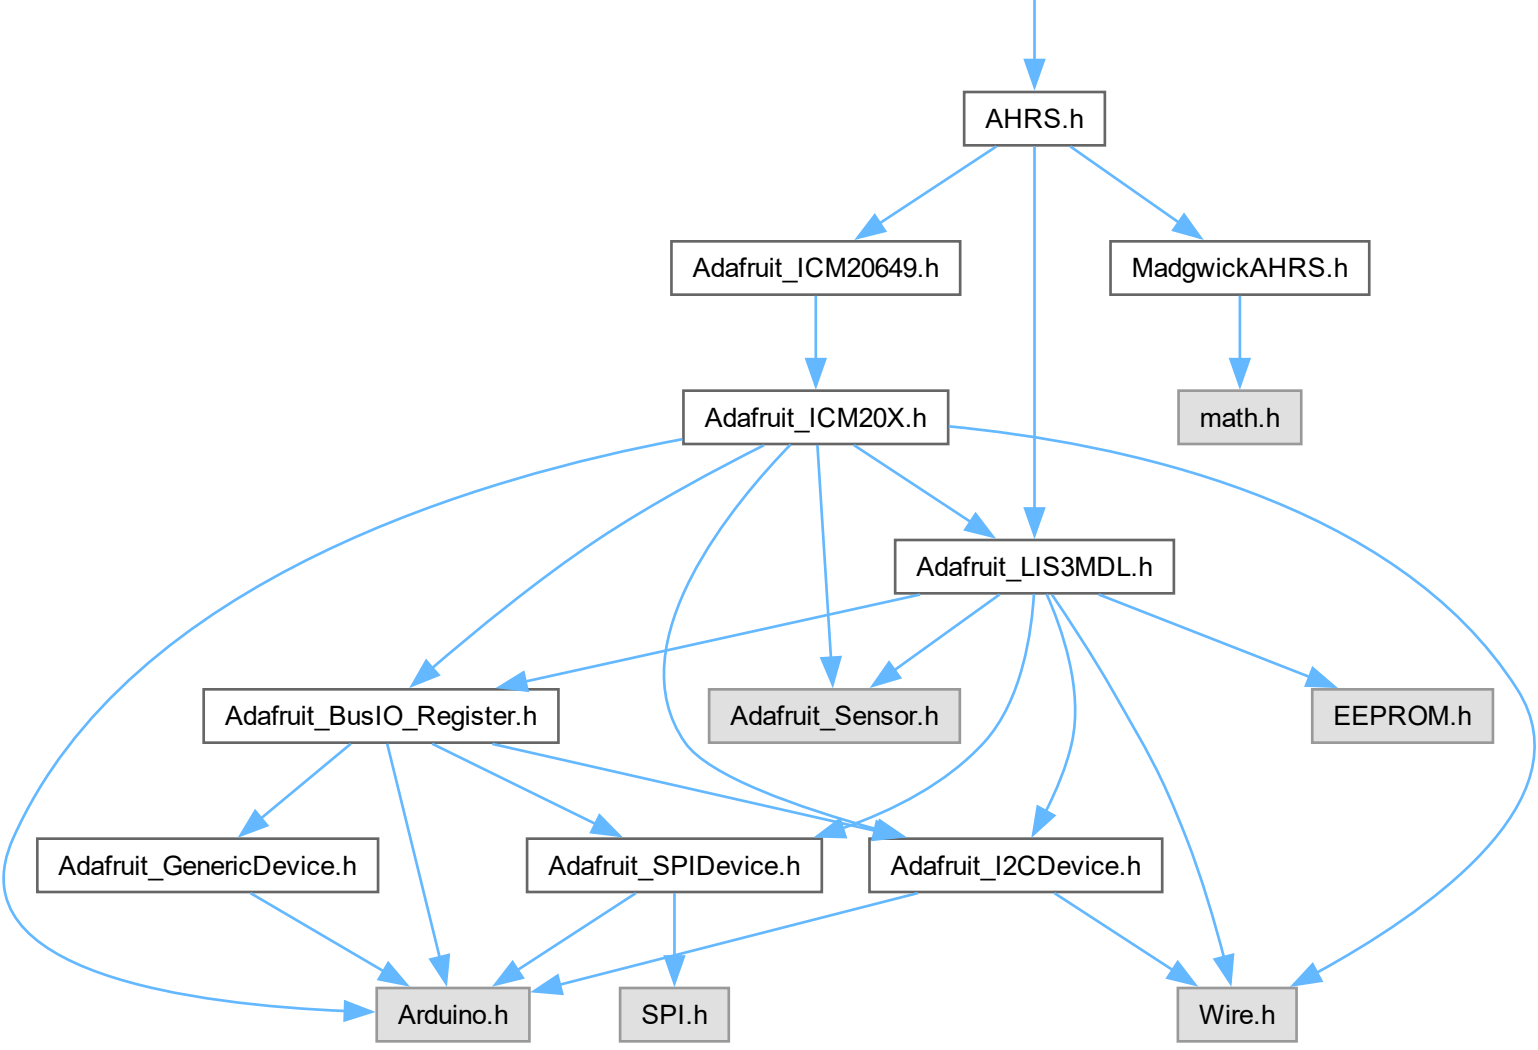 AHRS.h
Adafruit_ICM20649.h
MadgwickAHRS.h
Adafruit_ICM20X.h
math.h
Adafruit_LIS3MDL.h
Adafruit_BusIO_Register.h
Adafruit_Sensor.h
EEPROM.h
Adafruit_GenericDevice.h
Adafruit_SPIDevice.h
Adafruit_I2CDevice.h
Arduino.h
SPI.h
Wire.h